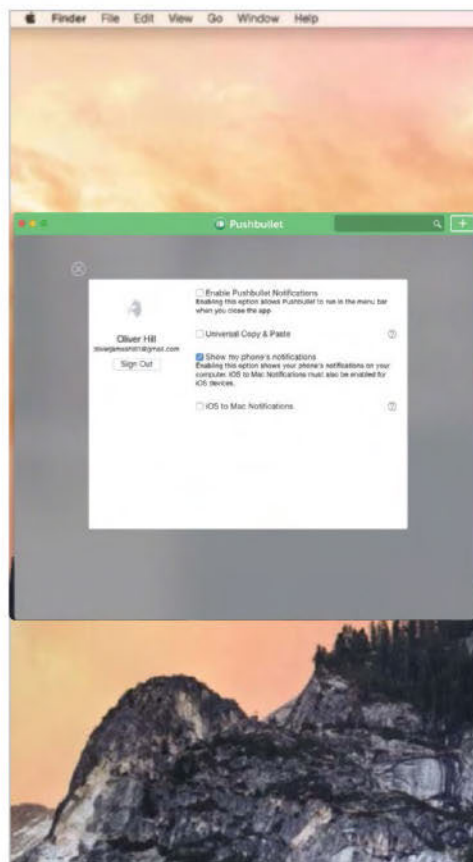 Finder File Edit View Go Window Help
Pushbullet
Enable Pushbullet Notifications
Enabling this option allows Pushbullet to run in the menu bar
when you close the app
Oliver Hill
Sign Out
Universal Copy & Paste
Show my phone's notifications
Enabling this option shows your phone's notifications on your
computer. iOS to Mac Notifications must also be enabled for
iOS devices.
iOS to Mac Notifications